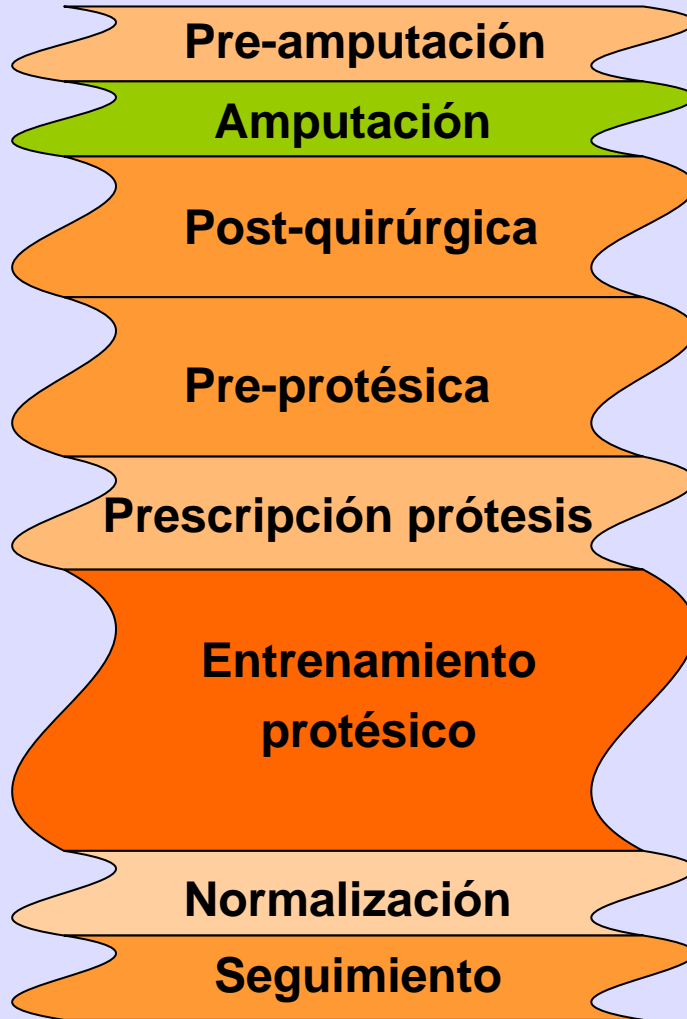 Pre-amputación
Amputación
Post-quirúrgica
Pre-protésica
Prescripción prótesis
Entrenamiento
protésico
Normalización
Seguimiento